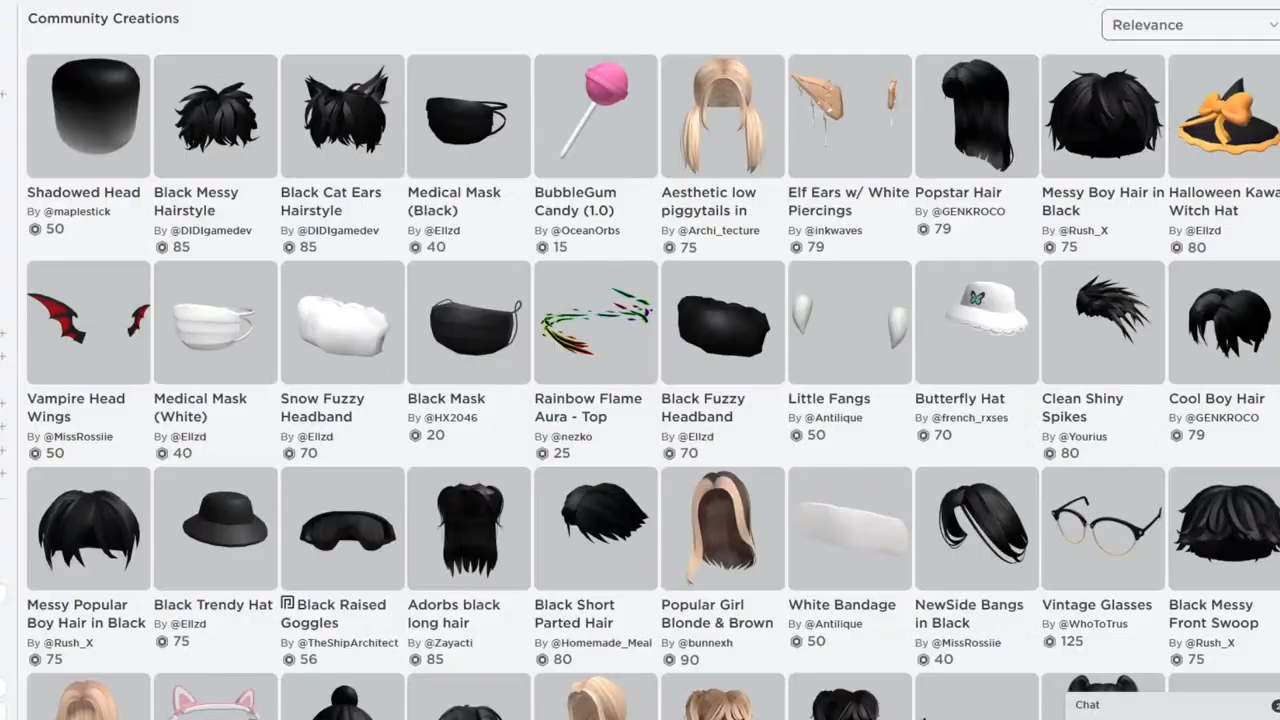 Community Creations
Relevance
Shadowed Head
By @maplestick
50
Black Messy
Hairstyle
By @DIDIgamedev
85
Black Cat Ears
Hairstyle
By @DIDIgamedev
85
Medical Mask
(Black)
By @Ellzd
40
BubbleGum
Candy (1.0)
By @OceanOrbs
15
Aesthetic low
piggytails in
By @Archi_tecture
75
Elf Ears w/ White
Piercings
By @inkwaves
79
Popstar Hair
By @GENKROCO
79
Messy Boy Hair in
Black
By @Rush_X
75
Halloween Kawa
Witch Hat
By @Ellzd
80
Vampire Head
Wings
By @MissRossiie
50
Medical Mask
(White)
By @Ellzd
40
Snow Fuzzy
Headband
By @Ellzd
70
Black Mask
By @HX2046
20
Rainbow Flame
Aura - Top
By @nezko
25
Black Fuzzy
Headband
By @Ellzd
70
Little Fangs
By @Antilique
50
Butterfly Hat
By @french_rxses
70
Clean Shiny
Spikes
By @Yourius
80
Cool Boy Hair
By @GENKROCO
79
Messy Popular
Boy Hair in Black
By @Rush_X
75
Black Trendy Hat
By @Ellzd
75
Black Raised
Goggles
By @TheShipArchitect
56
Adorbs black
long hair
By @Zayacti
85
Black Short
Parted Hair
By @Homemade_Meal
80
Popular Girl
Blonde & Brown
By @bunnexh
90
White Bandage
By @Antilique
50
NewSide Bangs
in Black
By @MissRossiie
40
Vintage Glasses
By @WhoToTrus
125
Black Messy
Front Swoop
By @Rush_X
75
Chat